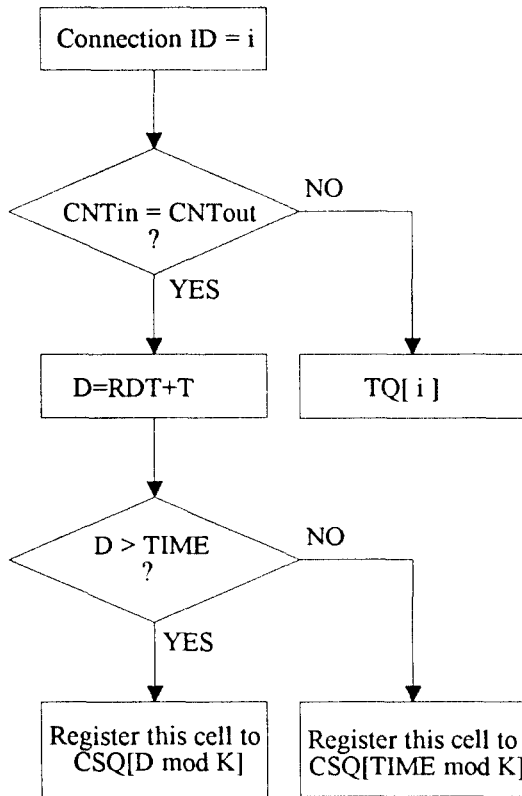 Connection ID = i
CNTin = CNTout
?
NO
YES
D=RDT+T
TQ[ i ]
D > TIME
?
NO
YES
Register this cell to
CSQ[D mod K]
Register this cell to
CSQ[TIME mod K]